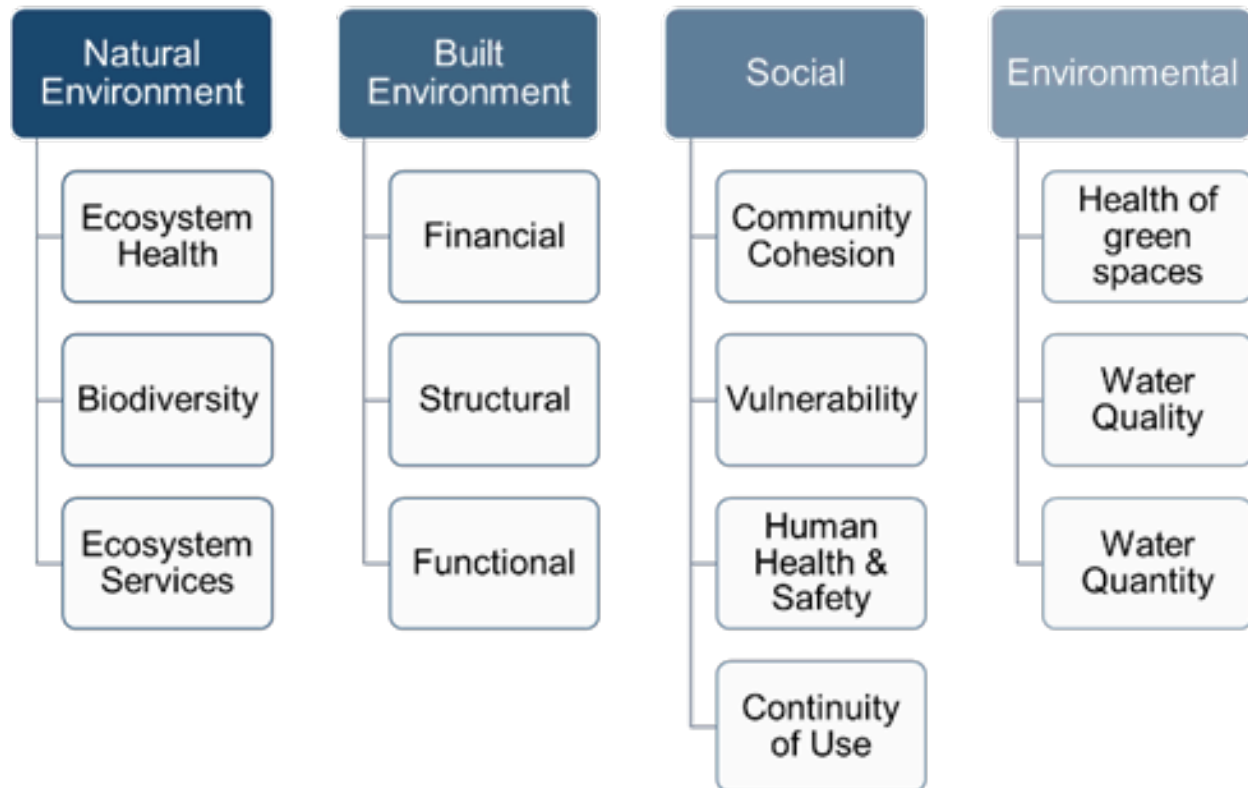 Natural
Environment
Ecosystem
Health
Biodiversity
Ecosystem
Services
Built
Environment
Financial
Structural
Functional
Social
Community
Cohesion
Vulnerability
Human
Health &
Safety
Continuity
of Use
Environmental
Health of
green
spaces
Water
Quality
Water
Quantity